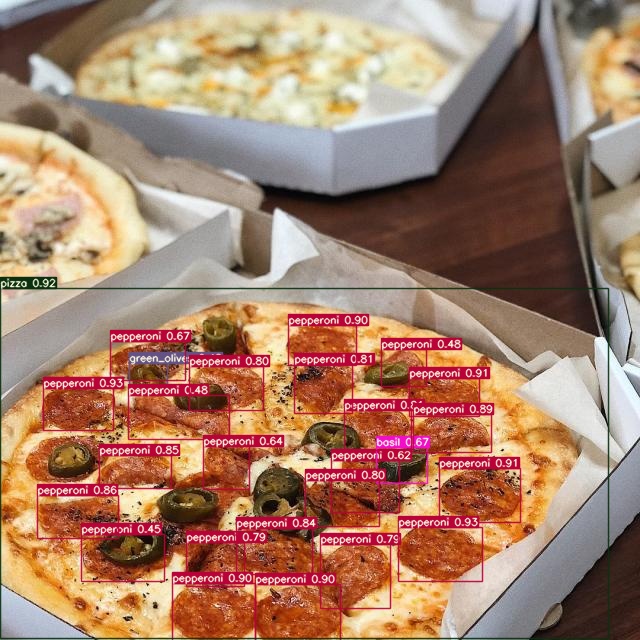 pizza 0.92
pepperoni 0.90
pepperoni 0.67
pepperoni 0.48
green_olive
pepperoni 0.80
pepperoni 0.81
pepperoni 0.91
pepperoni 0.93
pepperoni 0.48
pepperoni
pepperoni 0.89
basil 0.67
pepperoni 0.64
pepperoni 0.85
pepperoni 0.62
pepperoni 0.91
pepperoni 0.80
pepperoni 0.86
pepperoni 0.93
pepperoni 0.84
pepperoni 0.45
pepperoni 0.79
pepperoni 0.79
pepperoni 0.90
pepperoni 0.90